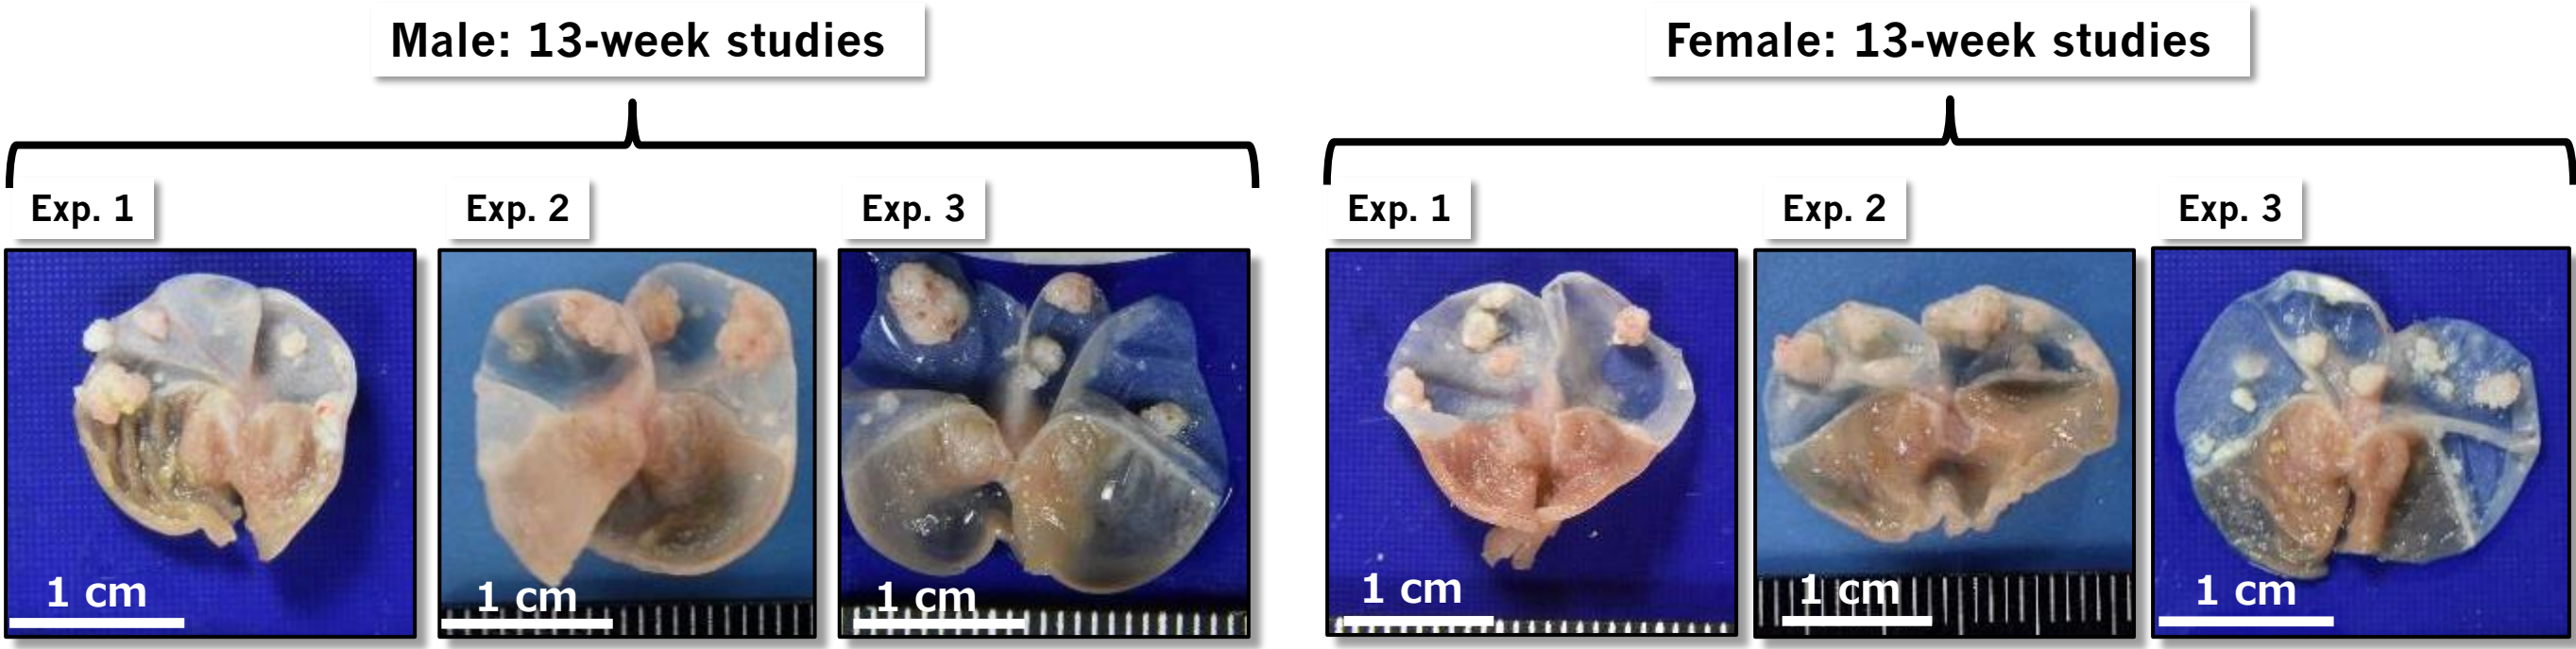 Male: 13-week studies
Female: 13-week studies
Exp. 1
Exp. 2
Exp. 3
Exp. 1
Exp. 2
Exp. 3
1 cm
1 cm
1 cm
1 cm
1 cm
1 cm